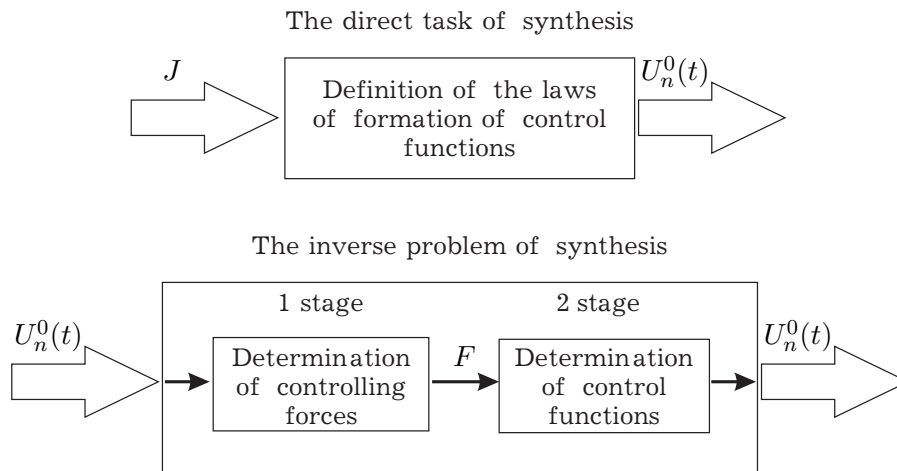 The direct task of synthesis
J
U_n^0(t)
Definition of the laws
of formation of control
functions
The inverse problem of synthesis
1 stage
2 stage
U_n^0(t)
Determination
of controlling
forces
F
Determination
of control
functions
U_n^0(t)